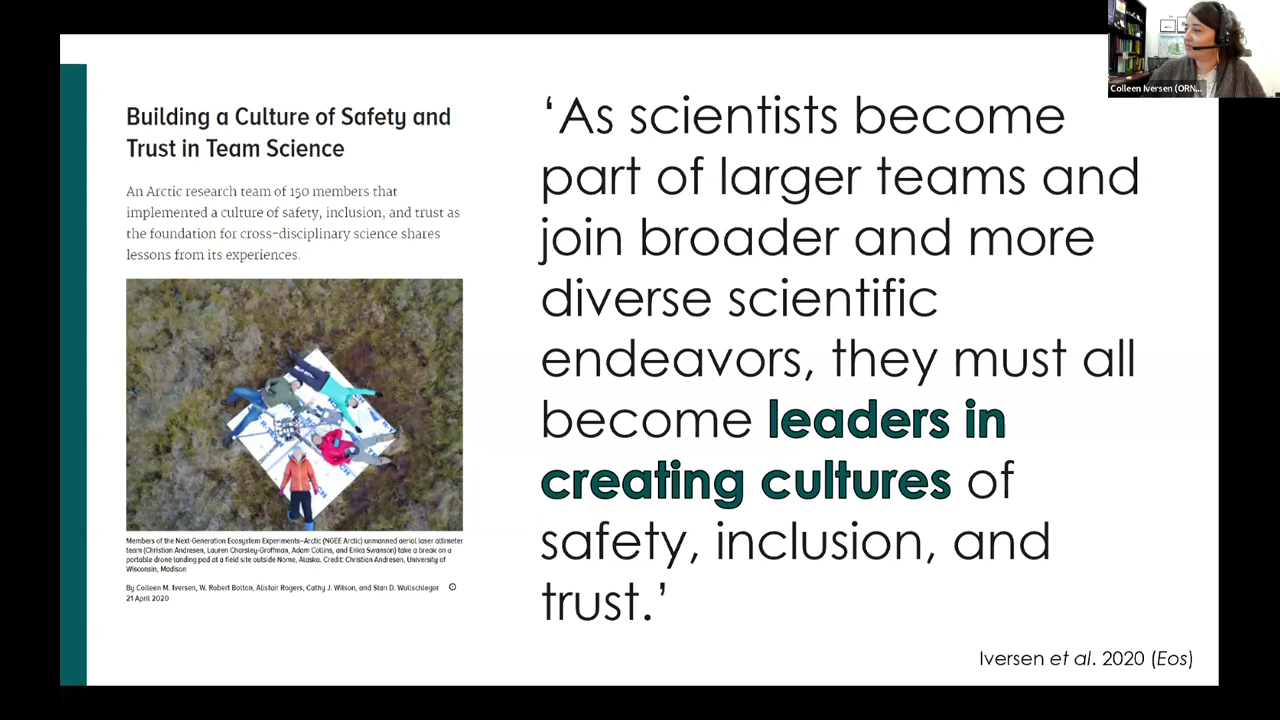 Colleen Iversen (ORN...
Building a Culture of Safety and
Trust in Team Science
An Arctic research team of 150 members that
implemented a culture of safety, inclusion, and trust as
the foundation for cross-disciplinary science shares
lessons from its experiences.
Members of the Next-Generation Ecosystem Experiments–Arctic (NGEE Arctic) unmanned aerial laser altimeter
team (Christian Andresen, Lauren Charsley-Groffman, Adam Collins, and Erika Swanson) take a break on a
portable drone landing pad at a field site outside Nome, Alaska. Credit: Christian Andresen, University of
Wisconsin, Madison
By Colleen M. Iversen, W. Robert Bolton, Alistair Rogers, Cathy J. Wilson, and Stan D. Wullschleger
21 April 2020
‘As scientists become
part of larger teams and
join broader and more
diverse scientific
endeavors, they must all
become leaders in
creating cultures of
safety, inclusion, and
trust.’
Iversen et al. 2020 (Eos)